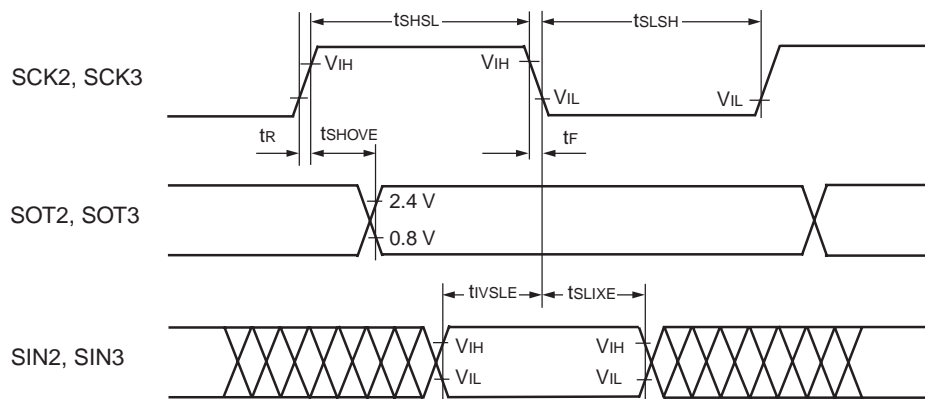 tSHSL tSLSH
SCK2, SCK3
VIH VIH VIL VIL
tR tSHOVE tF
SOT2, SOT3
2.4 V
0.8 V
tIVSLE tSLIXE
SIN2, SIN3
VIH VIH
VIL VIL